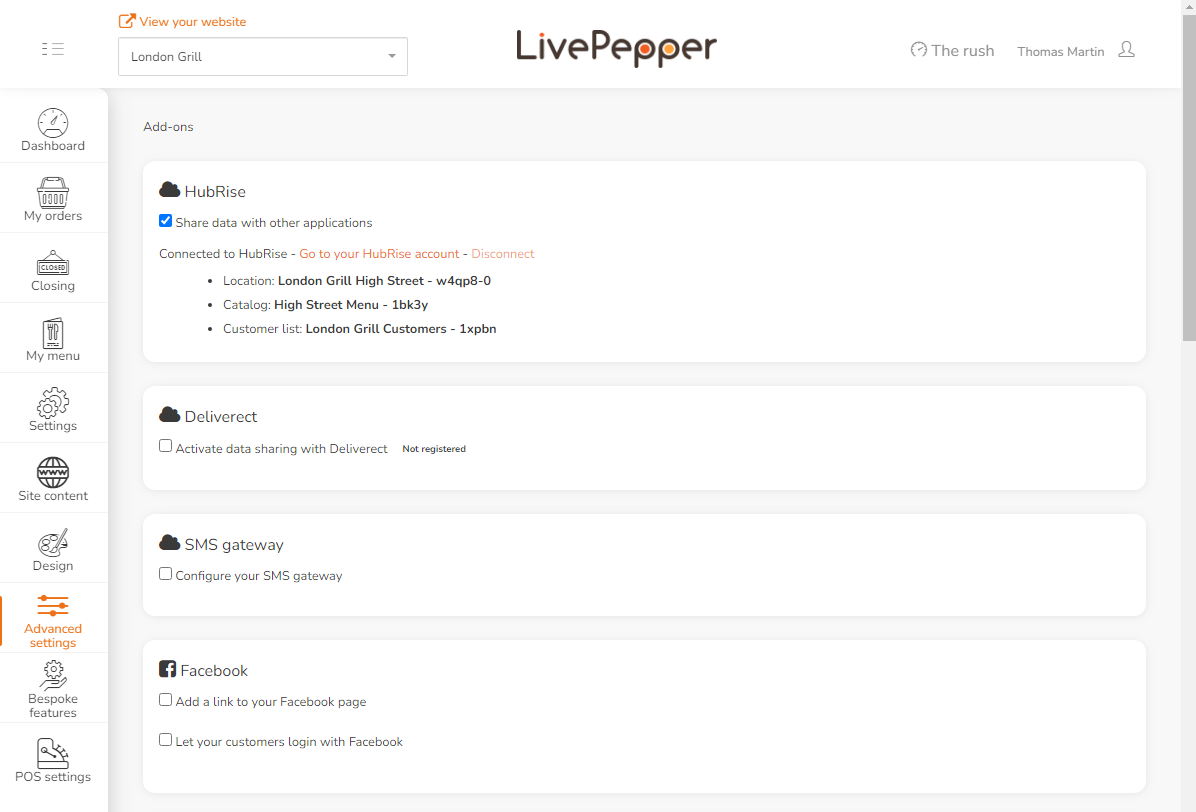 View your website
London Grill
LivePepper
The rush
Thomas Martin
Dashboard
My orders
CLOSED
Closing
My menu
Settings
WWW
Site content
Design
Advanced
settings
Bespoke
features
POS settings
Add-ons
HubRise
Share data with other applications
Connected to HubRise - Go to your HubRise account - Disconnect
Location: London Grill High Street - w4qp8-0
Catalog: High Street Menu - 1bk3y
Customer list: London Grill Customers - 1xpbn
Deliverect
Activate data sharing with Deliverect Not registered
SMS gateway
Configure your SMS gateway
Facebook
Add a link to your Facebook page
Let your customers login with Facebook